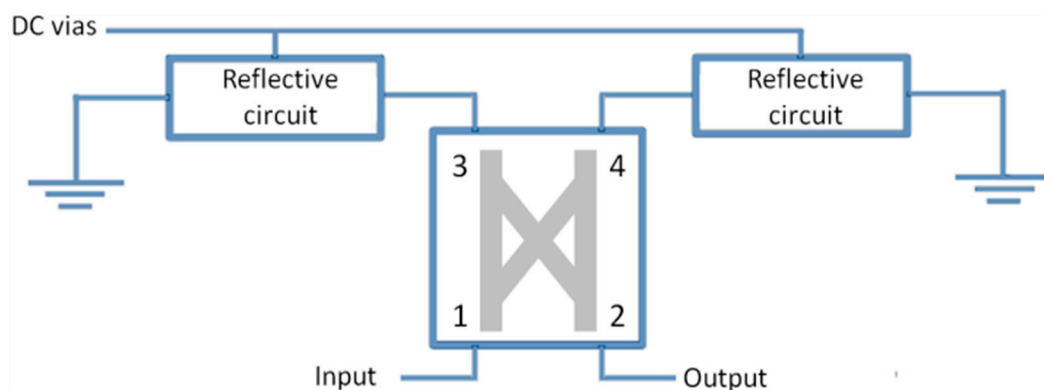 DC vias
Reflective
circuit
Reflective
circuit
3
4
1
2
Input
Output